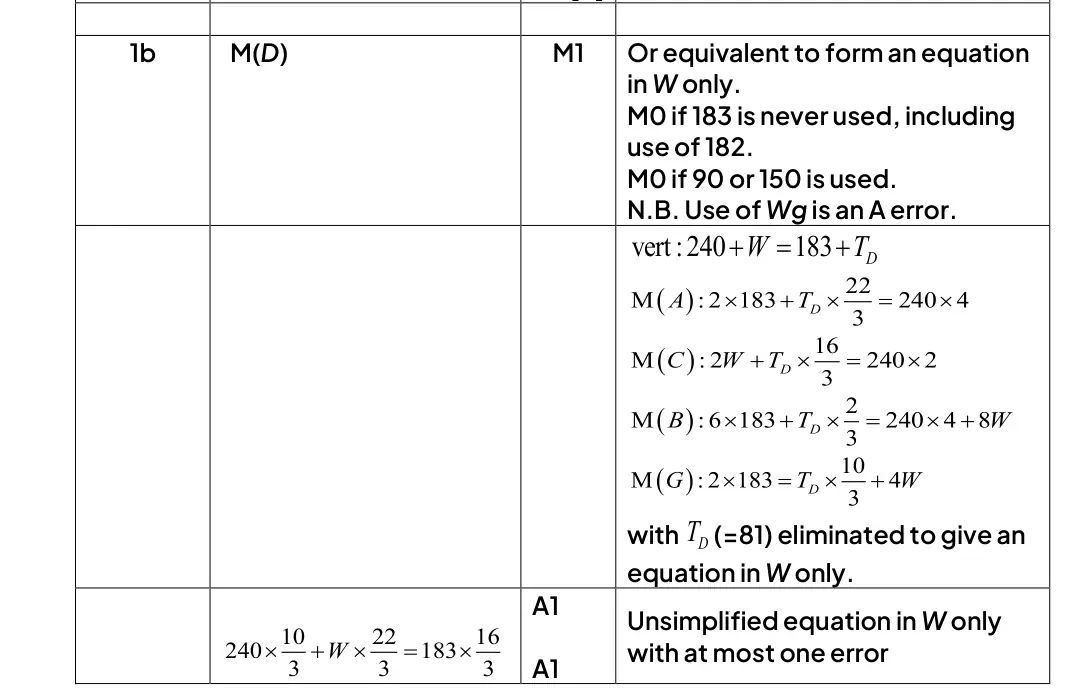 1b M(D) M1 Or equivalent to form an equation
in W only.
M0 if 183 is never used, including
use of 182.
M0 if 90 or 150 is used.
N.B. Use of Wg is an A error.
vert : 240 + W = 183 + T_D
M(A) : 2×183 + T_D × 22/3 = 240×4
M(C) : 2W + T_D × 16/3 = 240×2
M(B) : 6×183 + T_D × 2/3 = 240×4 + 8W
M(G) : 2×183 = T_D × 10/3 + 4W
with T_D (=81) eliminated to give an
equation in W only.
240 × 10/3 + W × 22/3 = 183 × 16/3
A1
A1
Unsimplified equation in W only
with at most one error